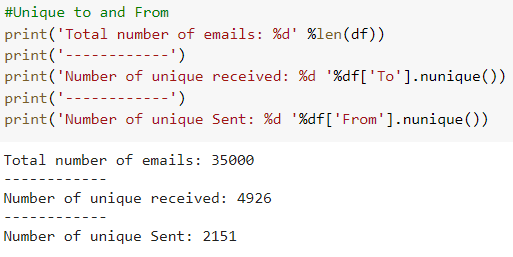 #Unique to and From
print('Total number of emails: %d' %len(df))
print('------------')
print('Number of unique received: %d '%df['To'].nunique())
print('------------')
print('Number of unique Sent: %d '%df['From'].nunique())
Total number of emails: 35000
------------
Number of unique received: 4926
------------
Number of unique Sent: 2151